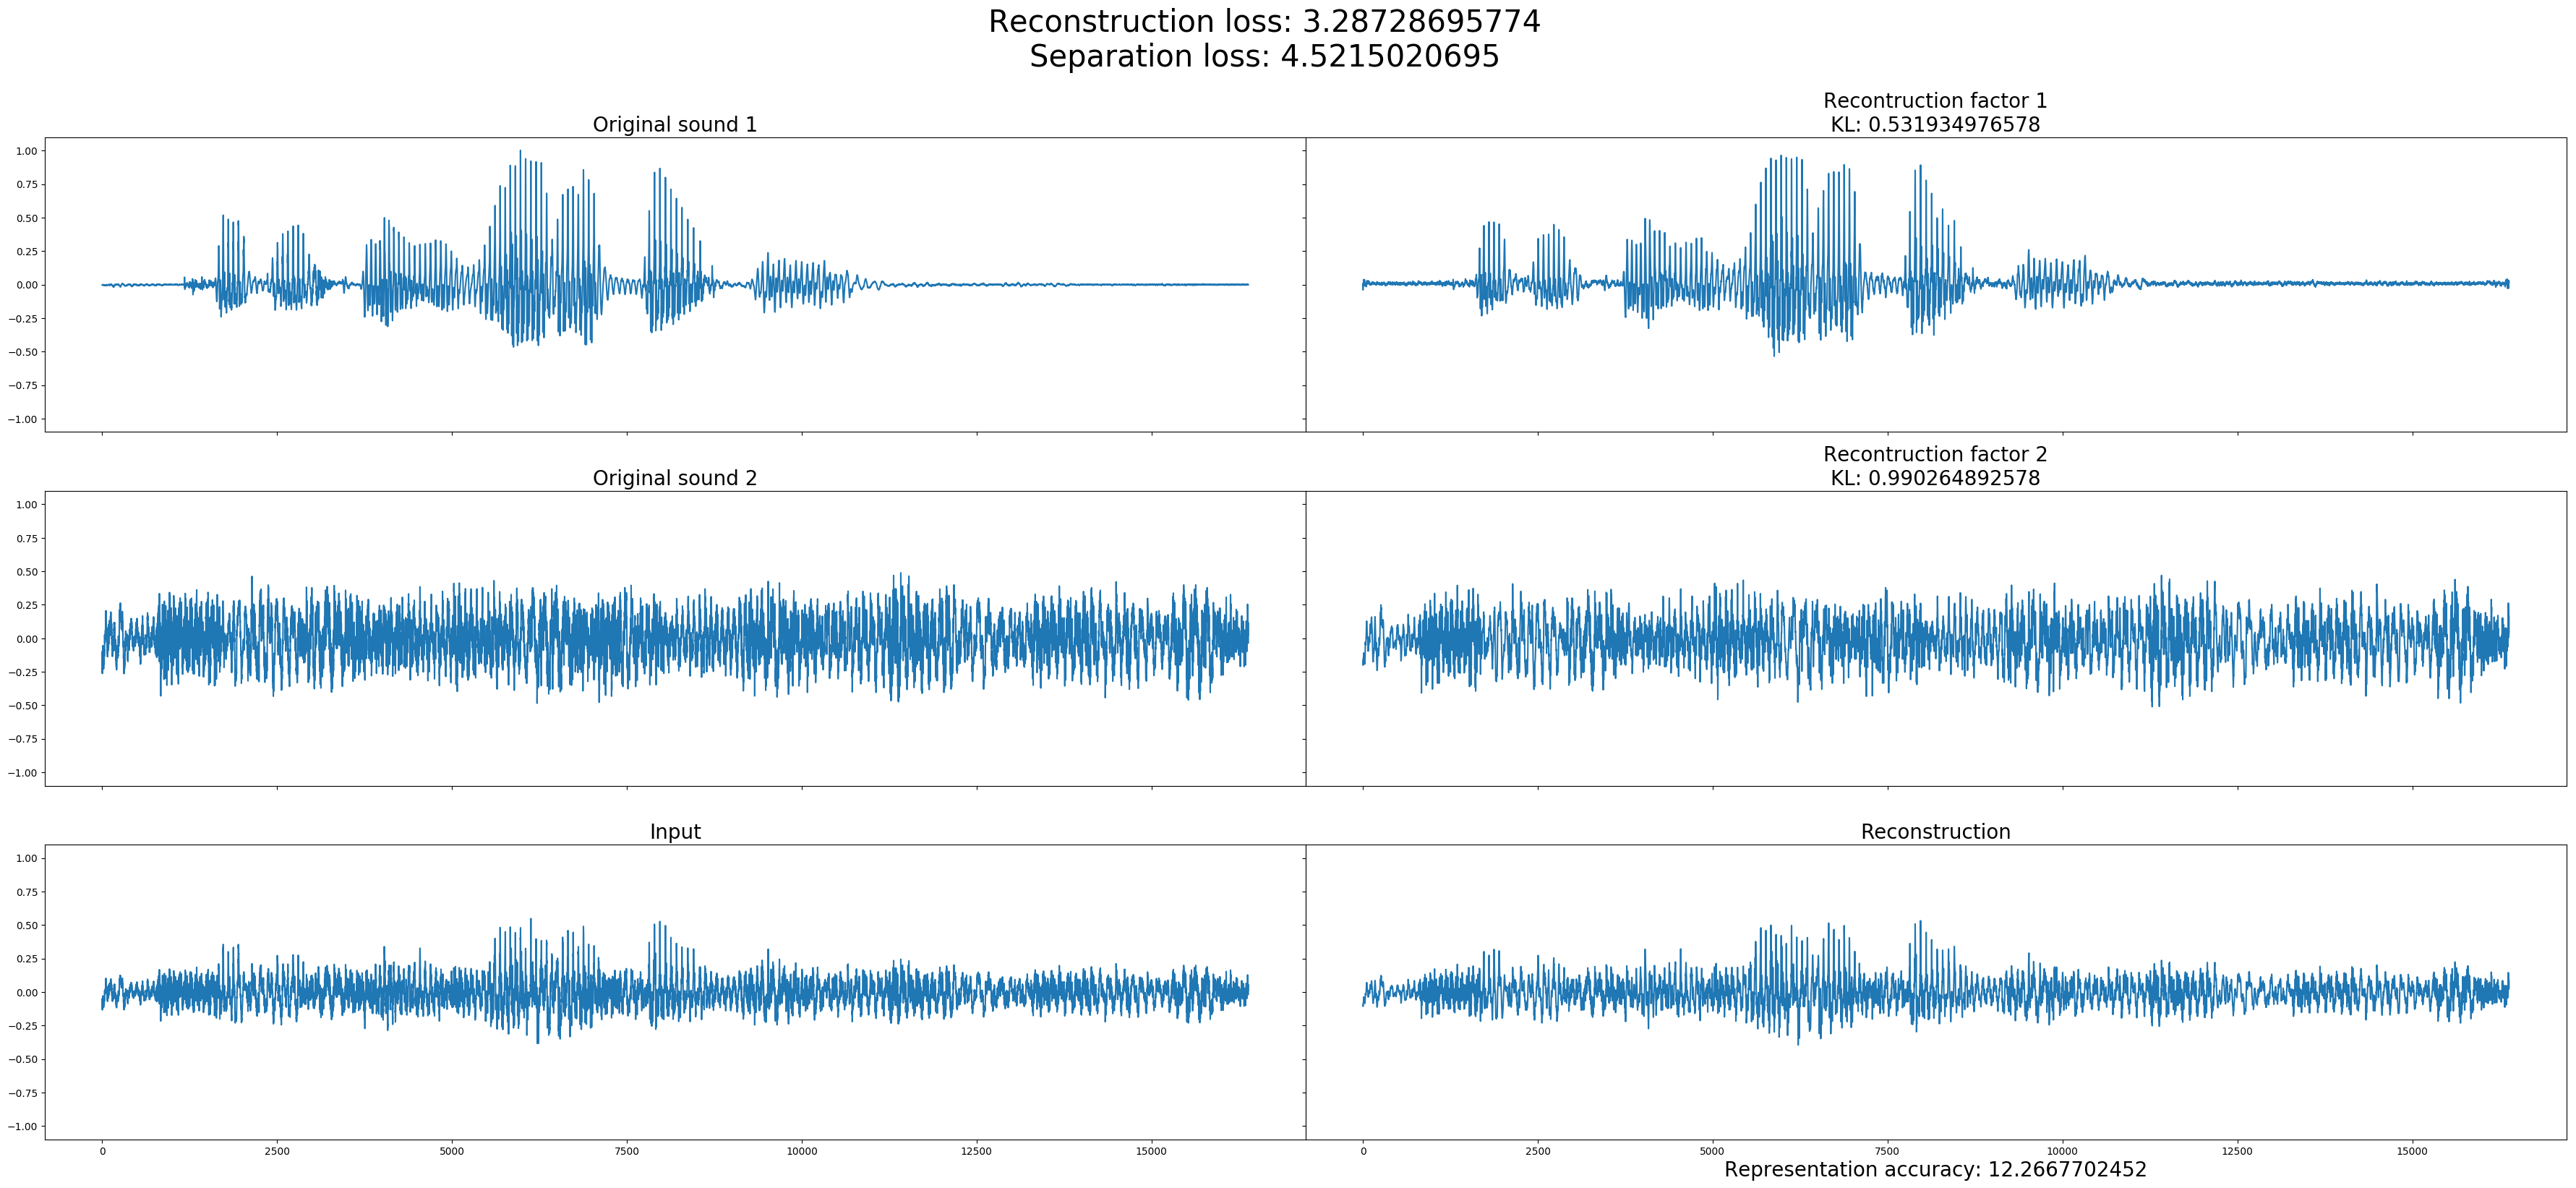 Reconstruction loss: 3.28728695774
Separation loss: 4.5215020695
Original sound 1
Recontruction factor 1
KL: 0.531934976578
1.00
0.75
0.50
0.25
0.00
−0.25
−0.50
−0.75
−1.00
Original sound 2
Recontruction factor 2
KL: 0.990264892578
1.00
0.75
0.50
0.25
0.00
−0.25
−0.50
−0.75
−1.00
Input
Reconstruction
1.00
0.75
0.50
0.25
0.00
−0.25
−0.50
−0.75
−1.00
0 2500 5000 7500 10000 12500 15000
0 2500 5000 7500 10000 12500 15000
Representation accuracy: 12.2667702452